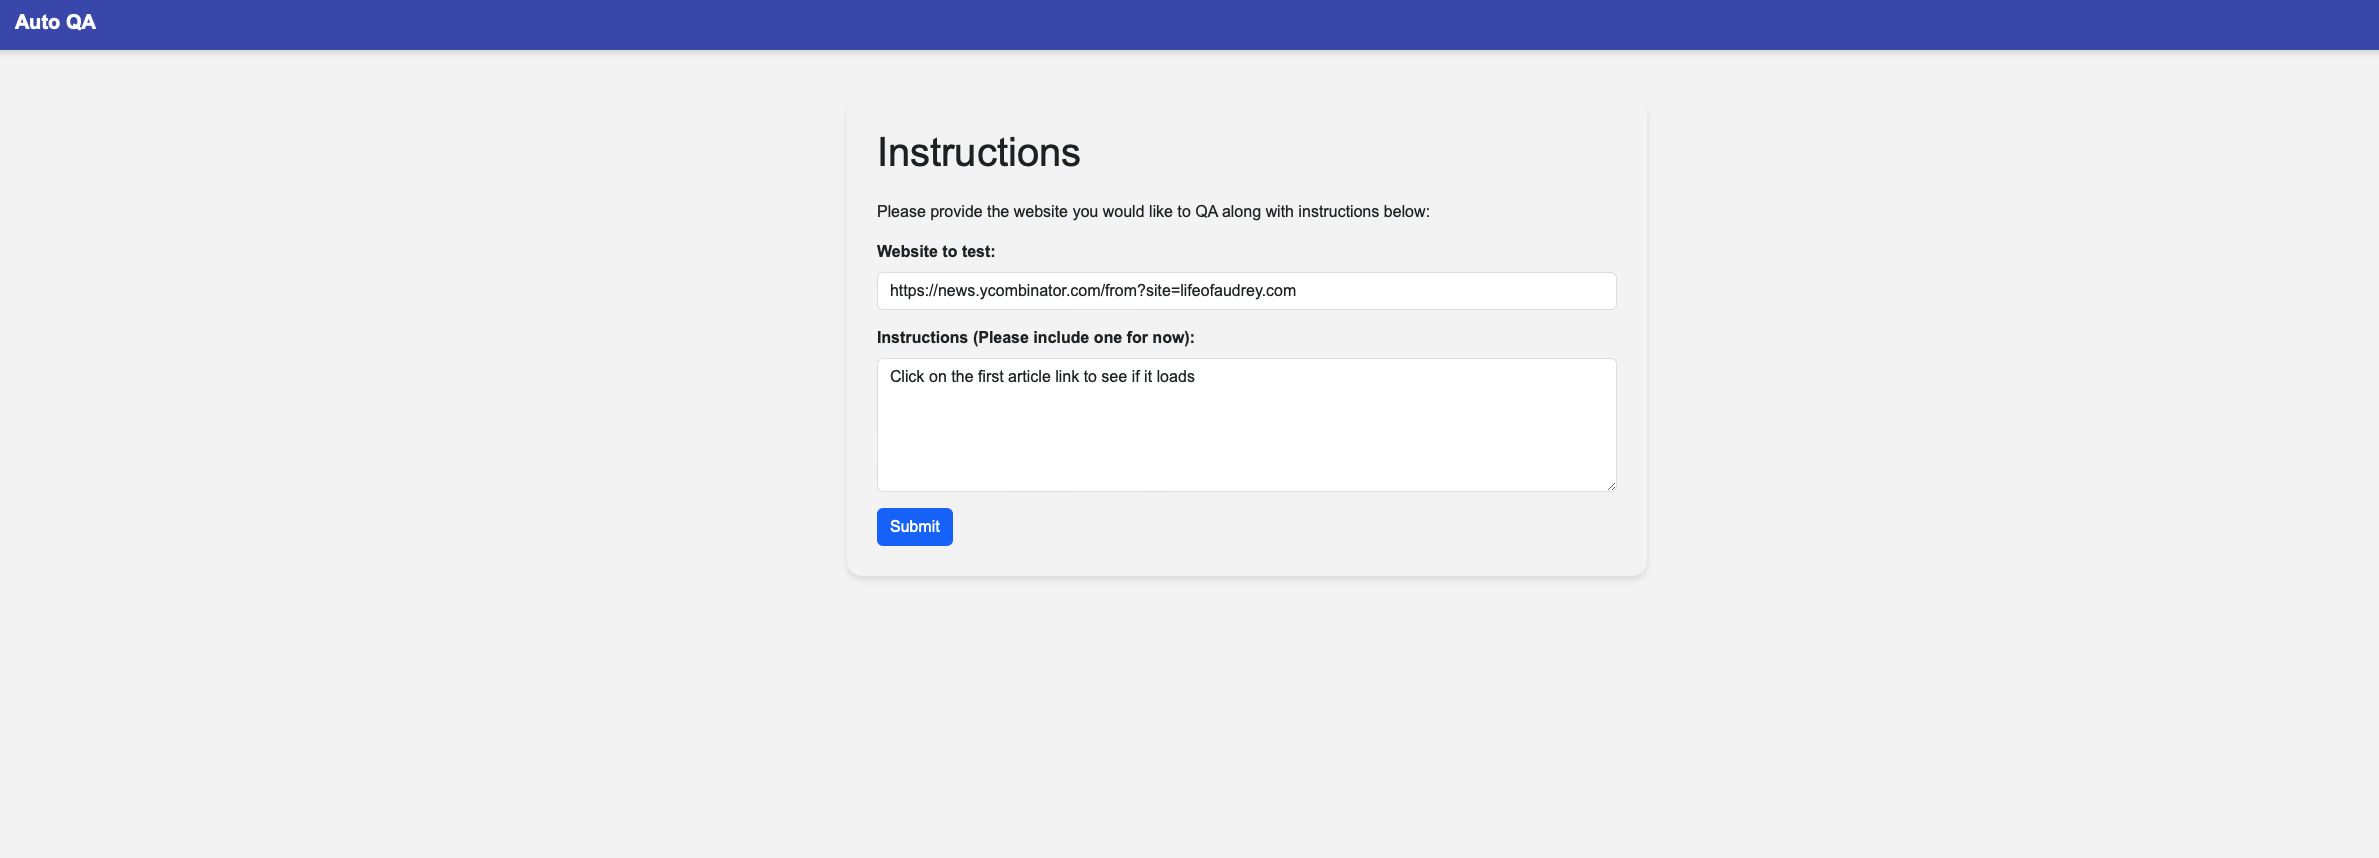 Auto QA
Instructions
Please provide the website you would like to QA along with instructions below:
Website to test:
https://news.ycombinator.com/from?site=lifeofaudrey.com
Instructions (Please include one for now):
Click on the first article link to see if it loads
Submit